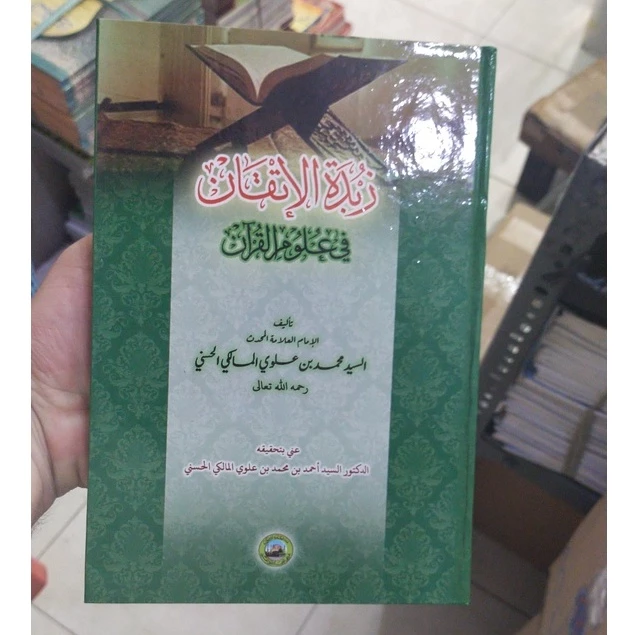 زبدة الإتقان
في علوم القرآن
تأليف
الإمام العلامة المحدث
السيد محمد بن علوي المالكي الحسني
رحمه الله تعالى
عني بتحقيقه
الدكتور السيد أحمد بن محمد بن علوي المالكي الحسني